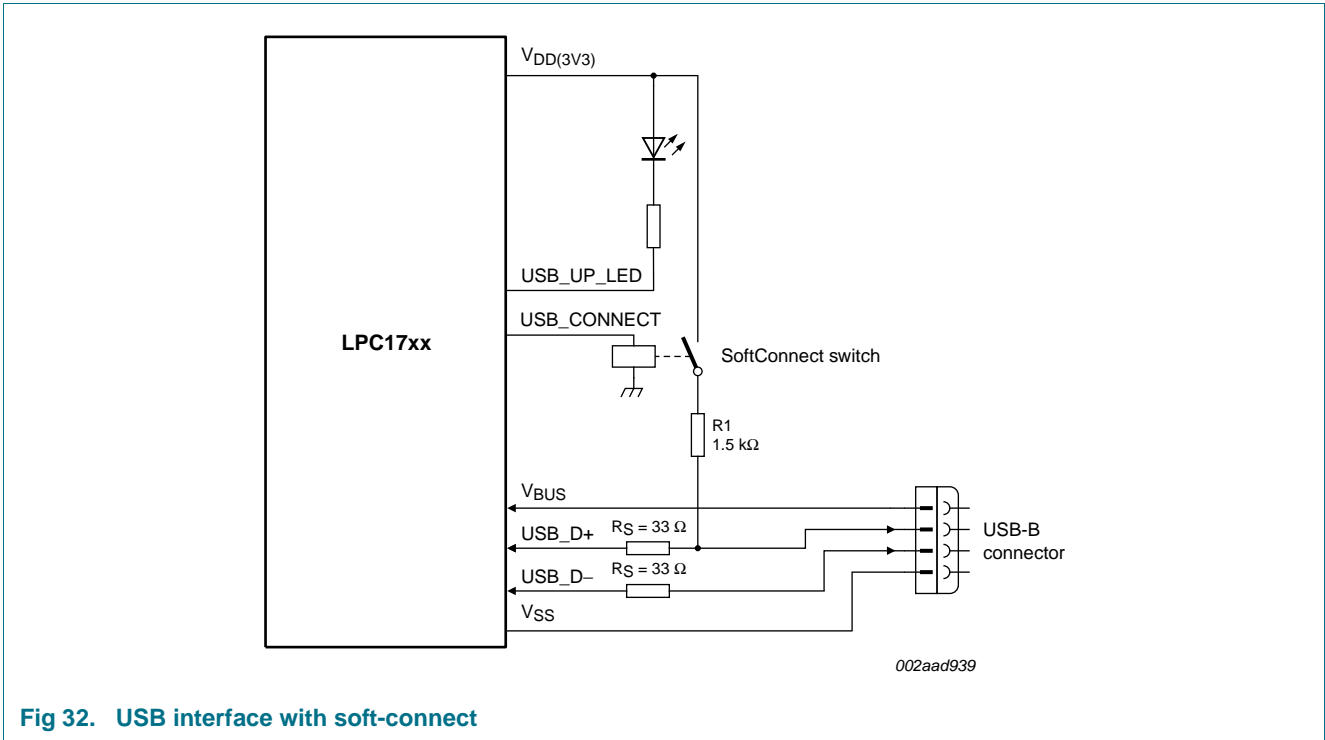 VDD(3V3)
USB_UP_LED
USB_CONNECT
LPC17xx
SoftConnect switch
R1
1.5 kΩ
VBUS
USB_D+
RS = 33 Ω
USB-B
connector
USB_D−
RS = 33 Ω
VSS
002aad939
Fig 32. USB interface with soft-connect